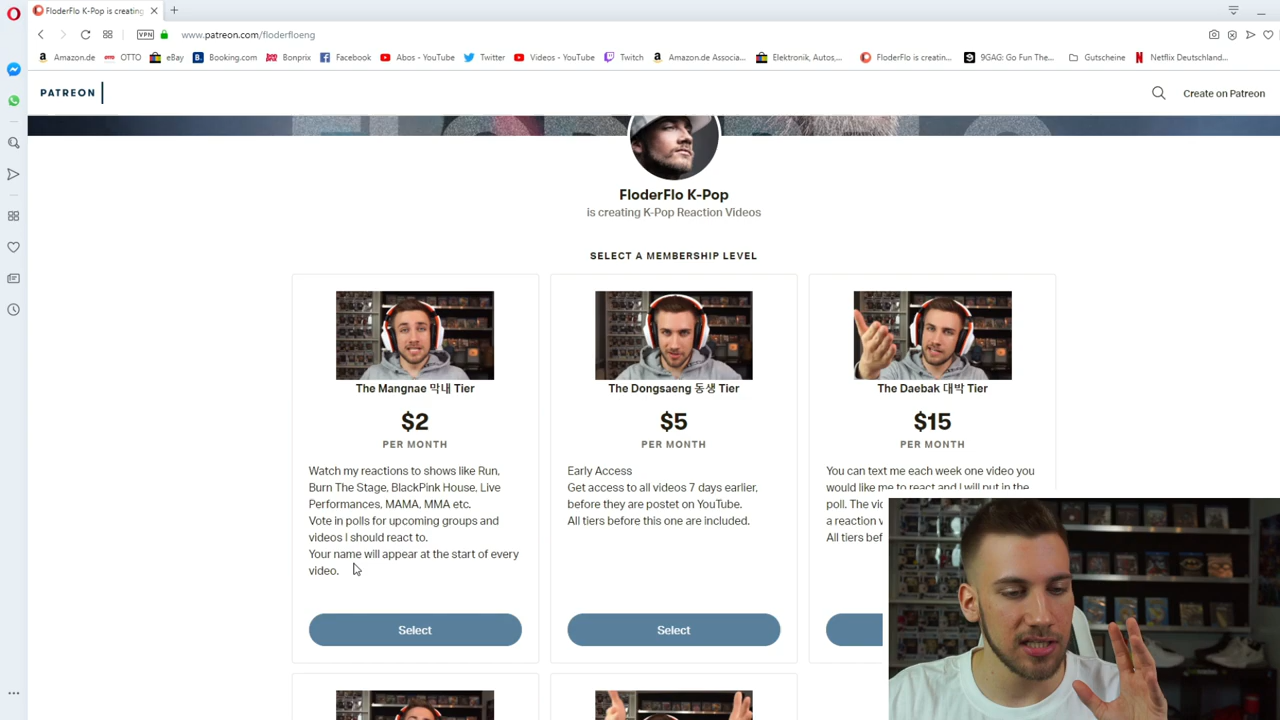 FloderFlo K-Pop is creating
www.patreon.com/floderfloeng
VPN
Amazon.de
OTTO
eBay
Booking.com
Bonprix
Facebook
Abos - YouTube
Twitter
Videos - YouTube
Twitch
Amazon.de Associa...
Elektronik, Autos,...
FloderFlo is creatin...
9GAG: Go Fun The...
Gutscheine
Netflix Deutschland...
PATREON
Create on Patreon
FloderFlo K-Pop
is creating K-Pop Reaction Videos
SELECT A MEMBERSHIP LEVEL
The Mangnae 막내 Tier
$2
PER MONTH
Watch my reactions to shows like Run,
Burn The Stage, BlackPink House, Live
Performances, MAMA, MMA etc.
Vote in polls for upcoming groups and
videos I should react to.
Your name will appear at the start of every
video.
Select
The Dongsaeng 동생 Tier
$5
PER MONTH
Early Access
Get access to all videos 7 days earlier,
before they are postet on YouTube.
All tiers before this one are included.
Select
The Daebak 대박 Tier
$15
PER MONTH
You can text me each week one video you
would like me to react and I will put in the
poll. The
a reaction
All tiers